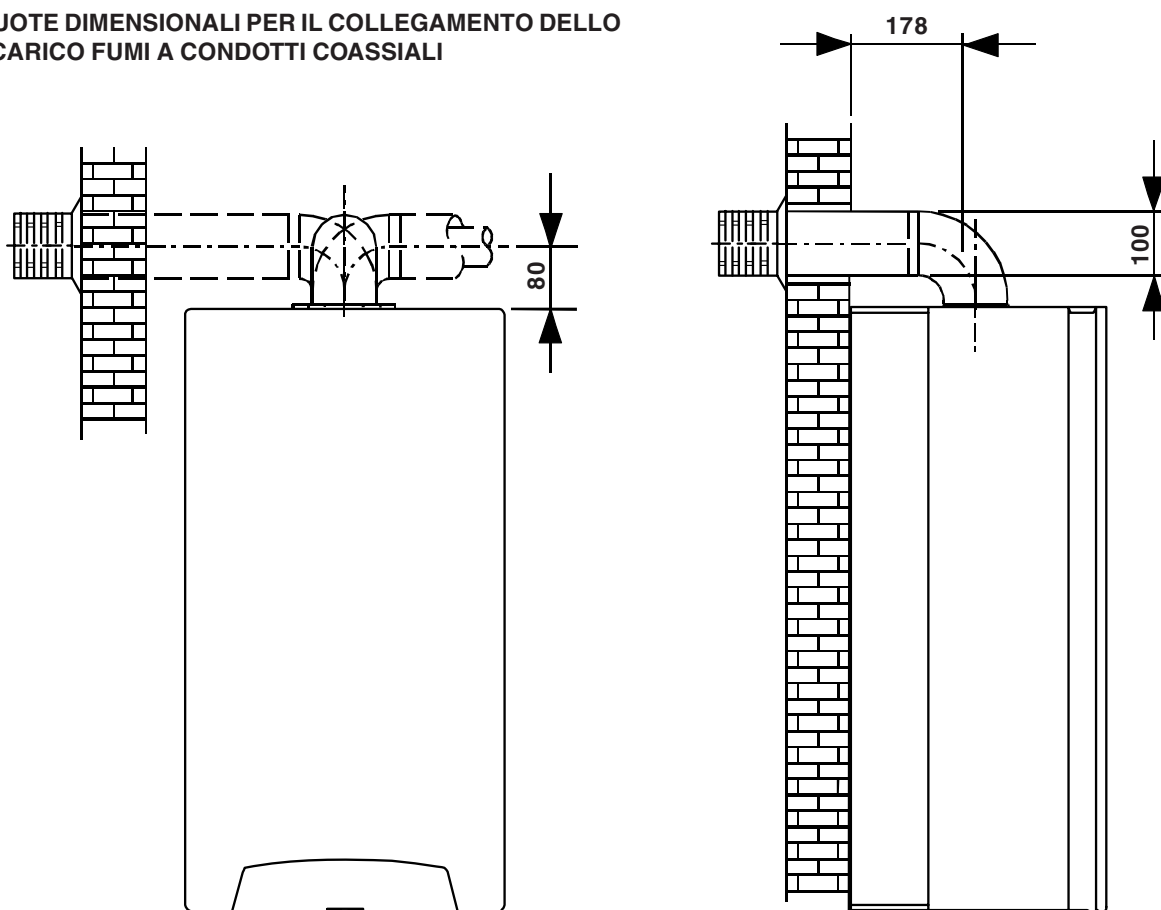 UOTE DIMENSIONALI PER IL COLLEGAMENTO DELLO
CARICO FUMI A CONDOTTI COASSIALI
178
80
100